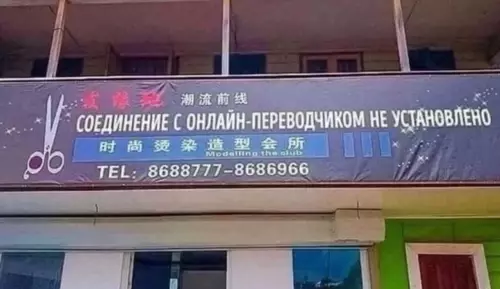 潮流前线
СОЕДИНЕНИЕ С ОНЛАЙН-ПЕРЕВОДЧИКОМ НЕ УСТАНОВЛЕНО
时尚烫染造型会所
Modelling the club
TEL: 8688777-8686966